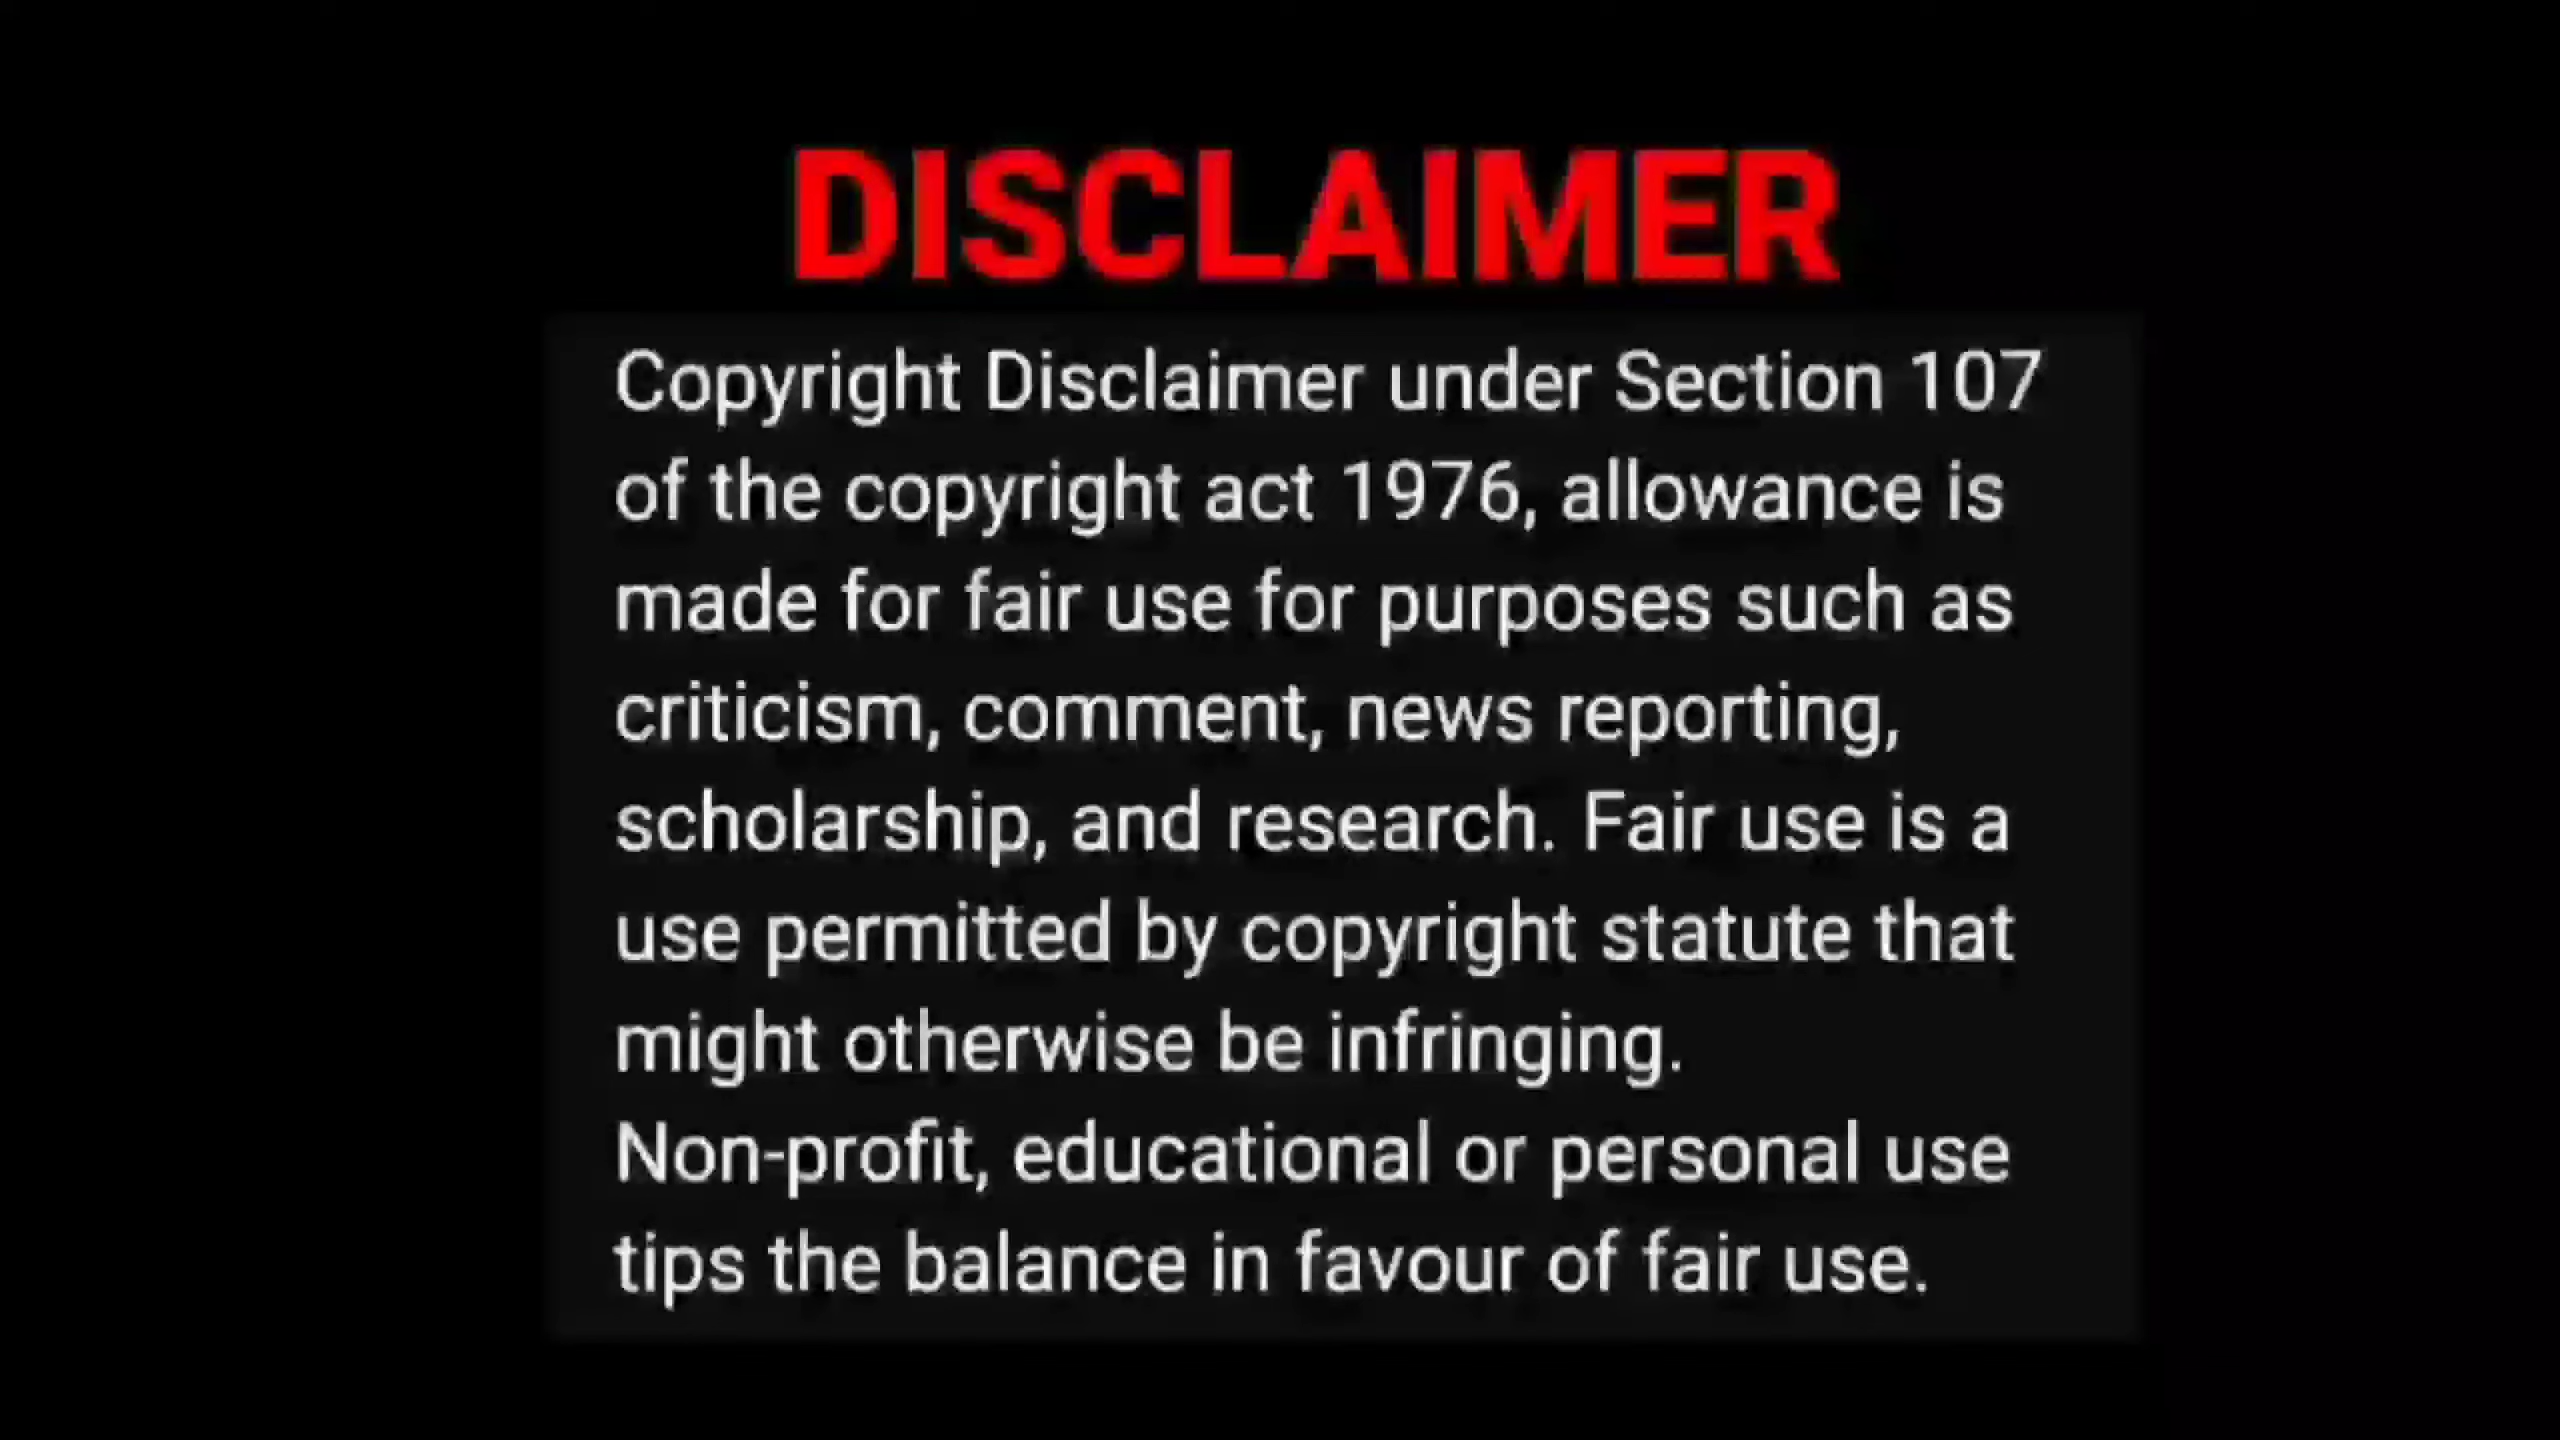 DISCLAIMER
Copyright Disclaimer under Section 107
of the copyright act 1976, allowance is
made for fair use for purposes such as
criticism, comment, news reporting,
scholarship, and research. Fair use is a
use permitted by copyright statute that
might otherwise be infringing.
Non-profit, educational or personal use
tips the balance in favour of fair use.